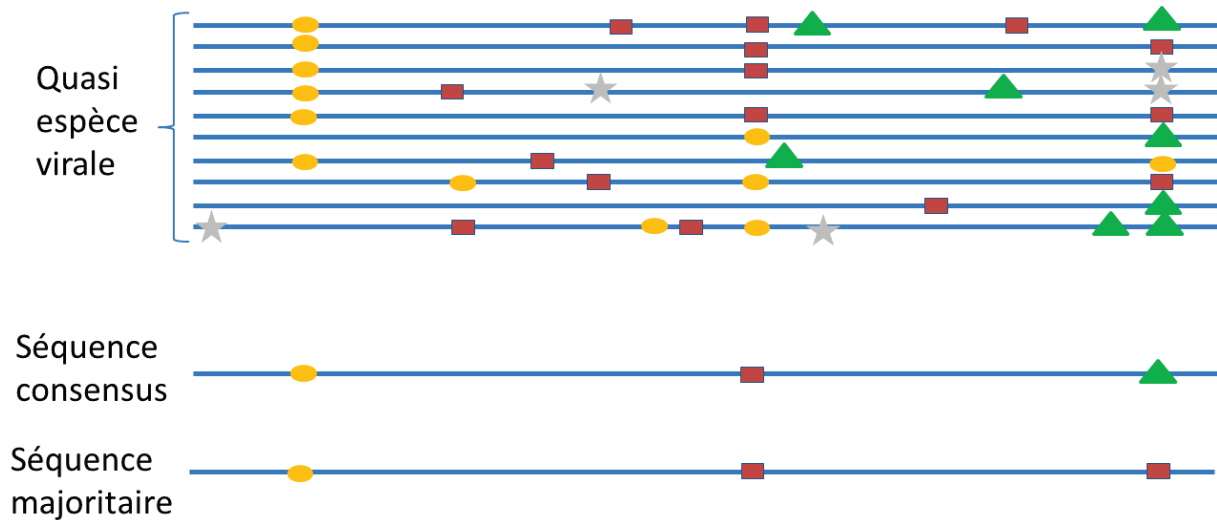 Quasi
espèce
virale
Séquence
consensus
Séquence
majoritaire